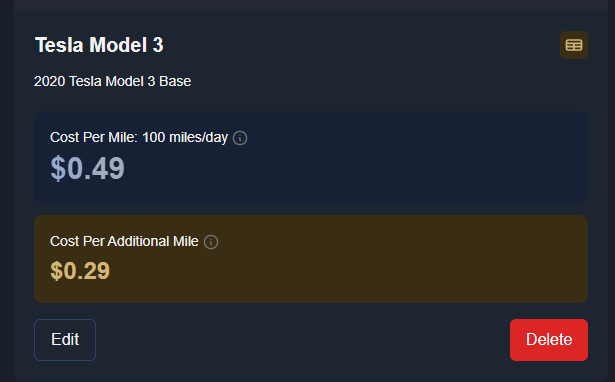 Tesla Model 3
2020 Tesla Model 3 Base
Cost Per Mile: 100 miles/day
$0.49
Cost Per Additional Mile
$0.29
Edit
Delete